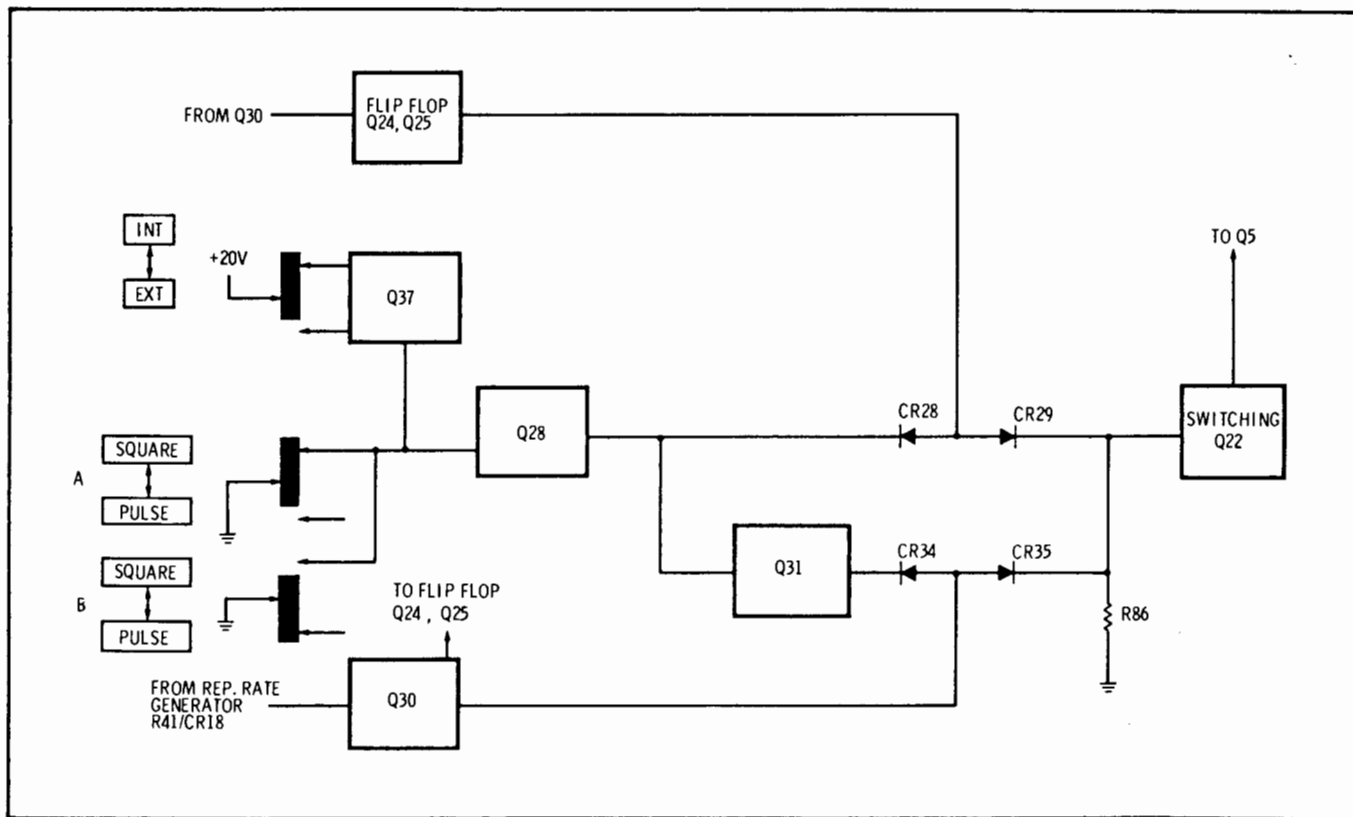 FROM Q30
FLIP FLOP
Q24, Q25
INT
EXT
+20V
Q37
TO Q5
A
SQUARE
PULSE
Q28
CR28
CR29
SWITCHING
Q22
B
SQUARE
PULSE
Q31
CR34
CR35
R86
TO FLIP FLOP
Q24 , Q25
FROM REP. RATE
GENERATOR
R41/CR18
Q30